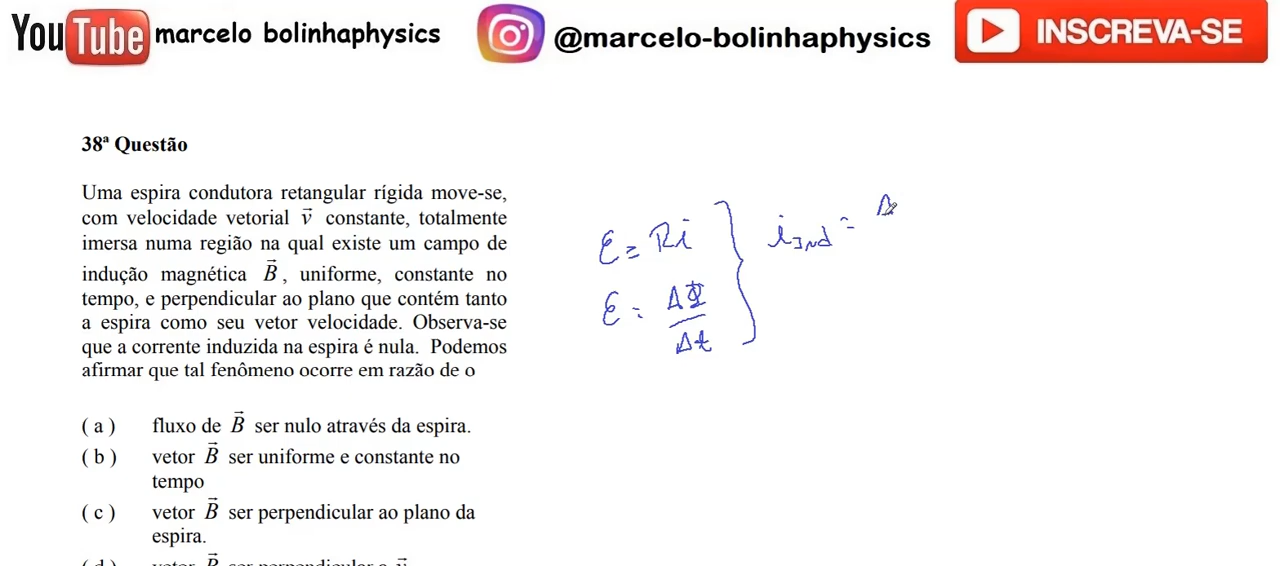 YouTube marcelo bolinhaphysics @marcelo-bolinhaphysics INSCREVA-SE
38ª Questão
Uma espira condutora retangular rígida move-se,
com velocidade vetorial v⃗ constante, totalmente
imersa numa região na qual existe um campo de
indução magnética B⃗, uniforme, constante no
tempo, e perpendicular ao plano que contém tanto
a espira como seu vetor velocidade. Observa-se
que a corrente induzida na espira é nula. Podemos
afirmar que tal fenômeno ocorre em razão de o
( a ) fluxo de B⃗ ser nulo através da espira.
( b ) vetor B⃗ ser uniforme e constante no
tempo
( c ) vetor B⃗ ser perpendicular ao plano da
espira.
( d ) vetor B⃗ ser perpendicular a v⃗
ε = Ri
ε = ΔΦ
Δt
i Ind = Δ